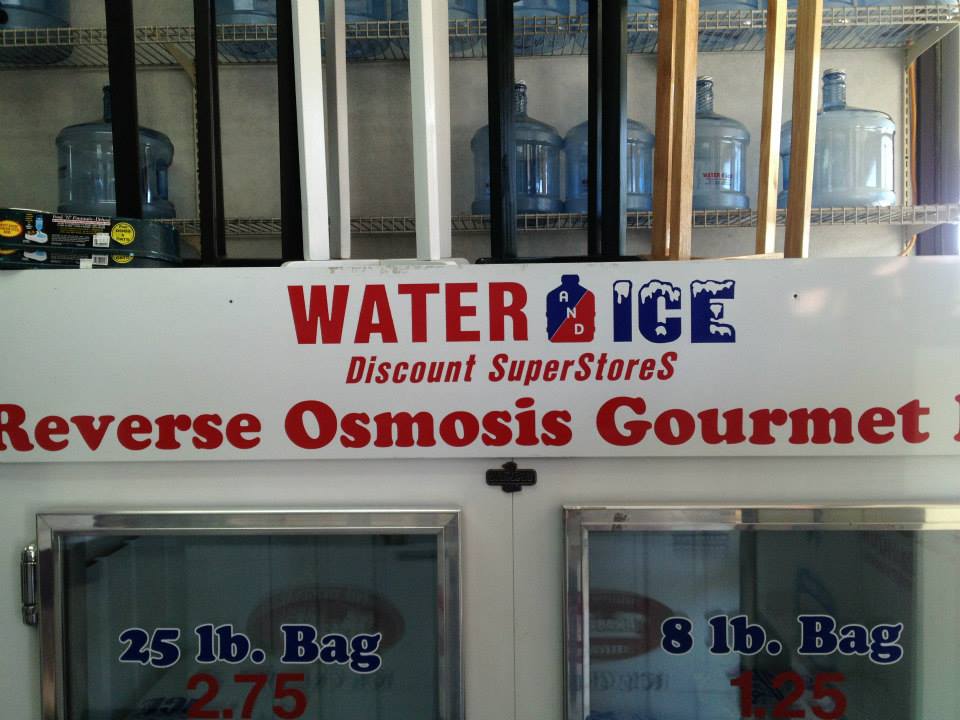 WATER AND ICE
Discount SuperStoreS
Reverse Osmosis Gourmet
25 lb. Bag
2.75
8 lb. Bag
1.25